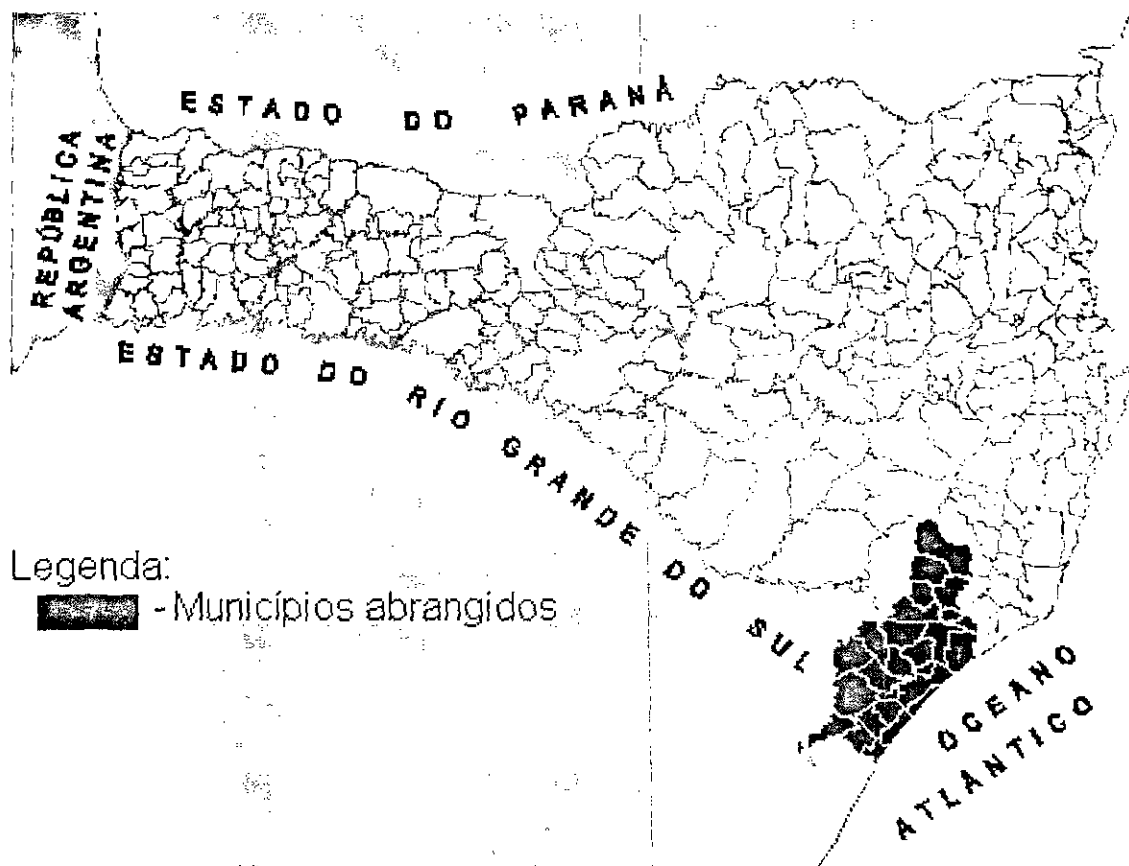 ESTADO DO PARANÁ
REPÚBLICA
ARGENTINA
ESTADO DO RIO GRANDE DO SUL
Legenda:
- Municípios abrangidos
OCEANO
ATLÂNTICO